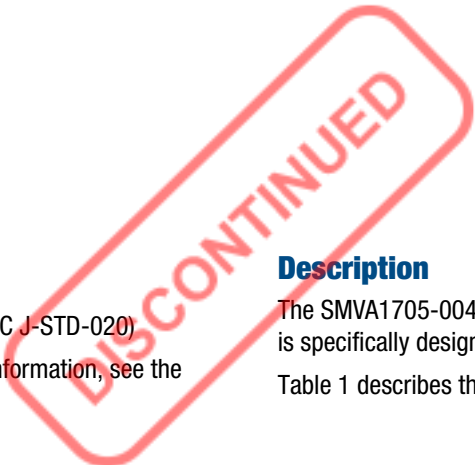 DISCONTINUED
C J-STD-020)
formation, see the
Description
The SMVA1705-004
is specifically design
Table 1 describes th